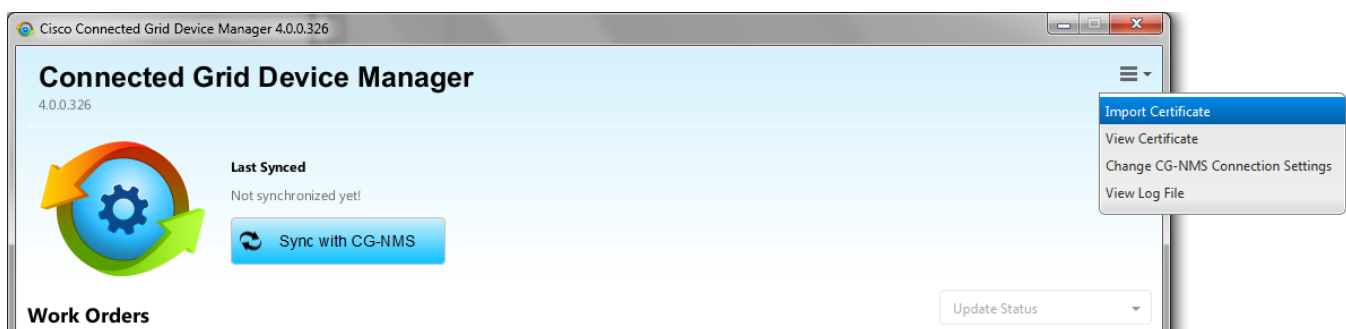 Cisco Connected Grid Device Manager 4.0.0.326
Connected Grid Device Manager
4.0.0.326
Import Certificate
View Certificate
Change CG-NMS Connection Settings
View Log File
Last Synced
Not synchronized yet!
Sync with CG-NMS
Work Orders
Update Status